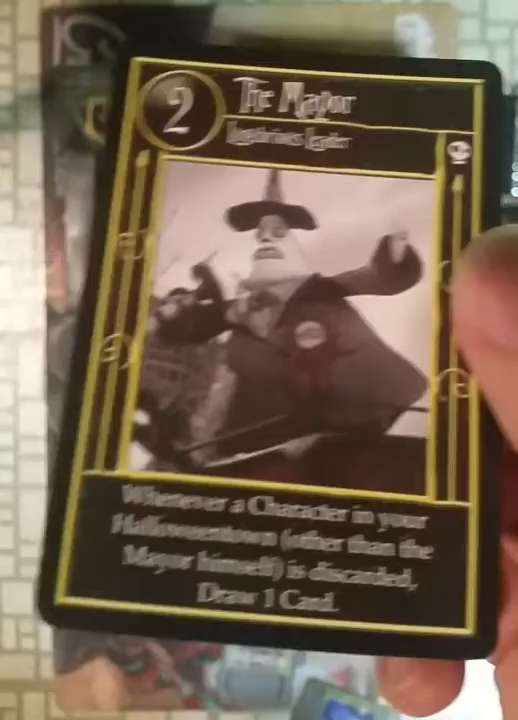 2
The Mayor
Leader
Whenever a Character in your
Halloweentown (other than the
Mayor himself) is discarded,
Draw 1 Card.